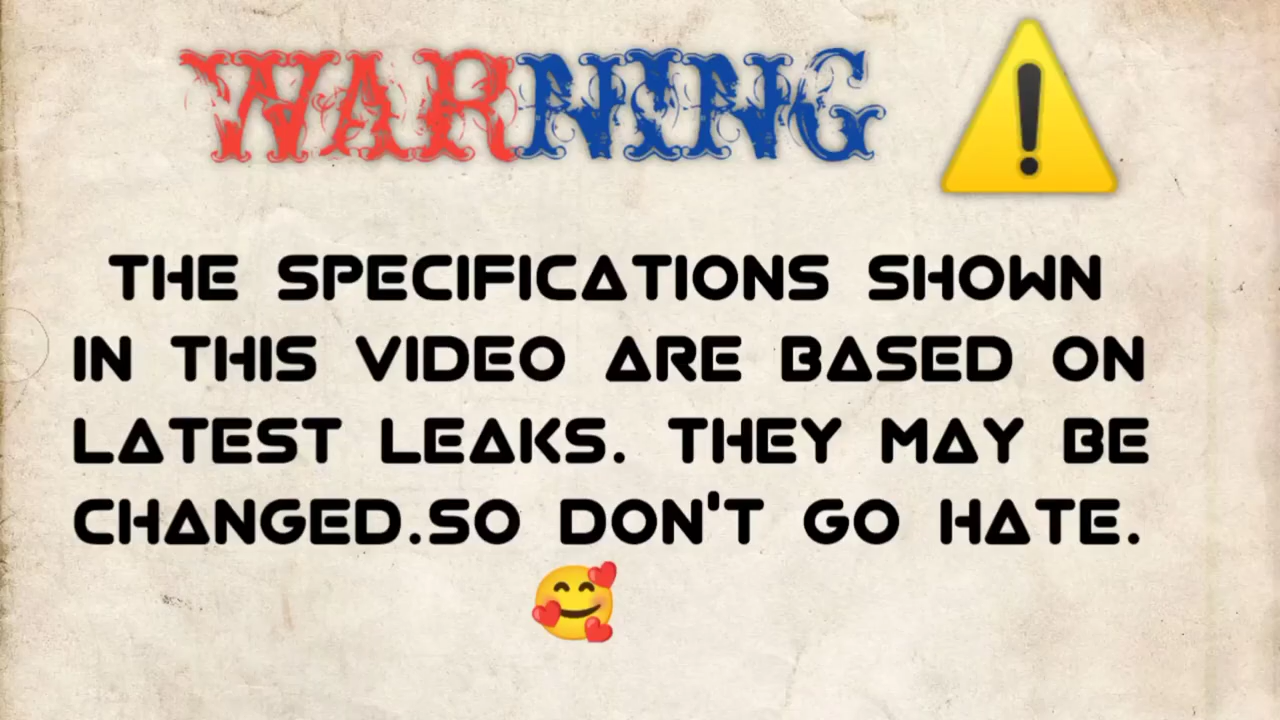 WARNING ⚠️
THE SPECIFICATIONS SHOWN
IN THIS VIDEO ARE BASED ON
LATEST LEAKS. THEY MAY BE
CHANGED.SO DON'T GO HATE.
🥰